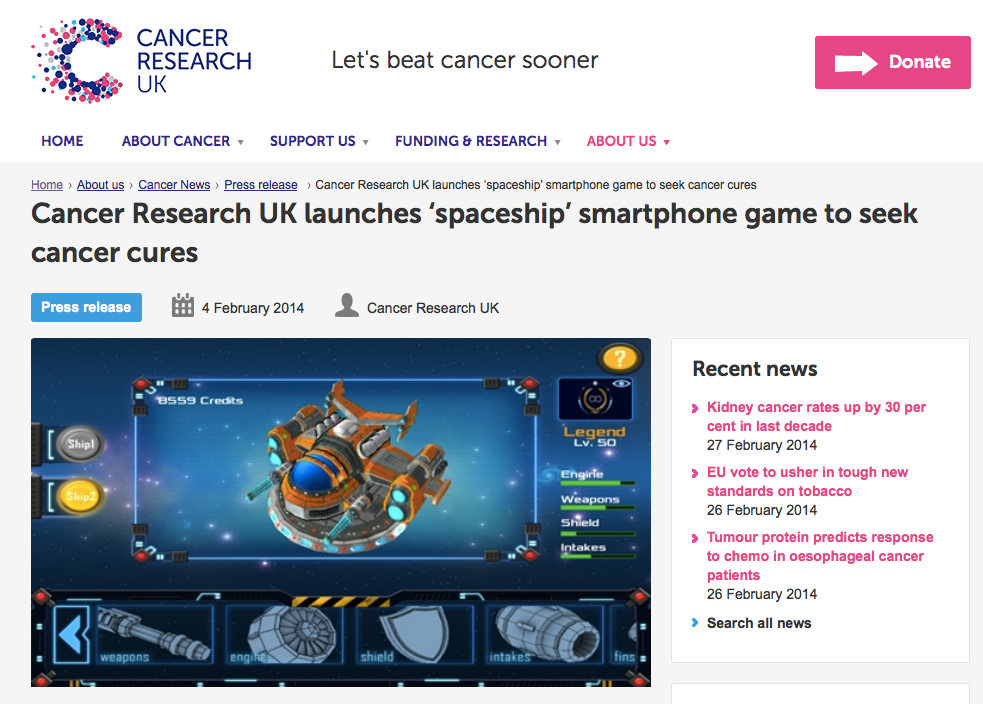 CANCER
RESEARCH
UK
Let's beat cancer sooner
Donate
HOME
ABOUT CANCER
SUPPORT US
FUNDING & RESEARCH
ABOUT US
Home › About us › Cancer News › Press release › Cancer Research UK launches 'spaceship' smartphone game to seek cancer cures
Cancer Research UK launches ‘spaceship’ smartphone game to seek
cancer cures
Press release
4 February 2014
Cancer Research UK
?
8559 Credits
Ship1
Ship2
Legend
Lv. 50
Engine
Weapons
Shield
Intakes
weapons
engine
shield
intakes
fins
Recent news
Kidney cancer rates up by 30 per
cent in last decade
27 February 2014
EU vote to usher in tough new
standards on tobacco
26 February 2014
Tumour protein predicts response
to chemo in oesophageal cancer
patients
26 February 2014
Search all news